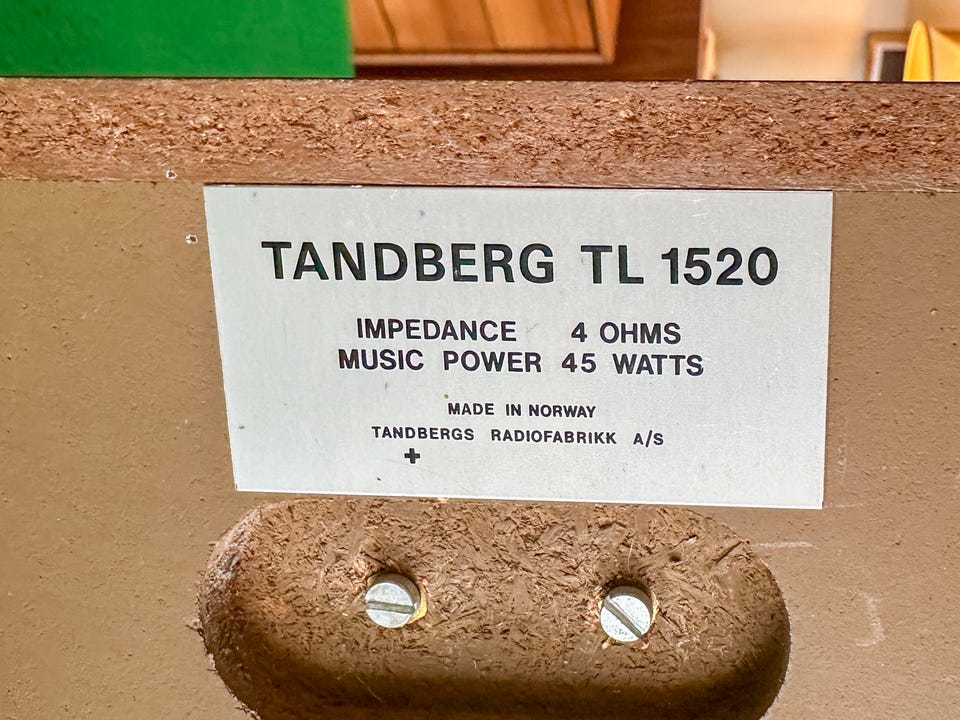 TANDBERG TL 1520
IMPEDANCE 4 OHMS
MUSIC POWER 45 WATTS
MADE IN NORWAY
TANDBERGS RADIOFABRIKK A/S
+